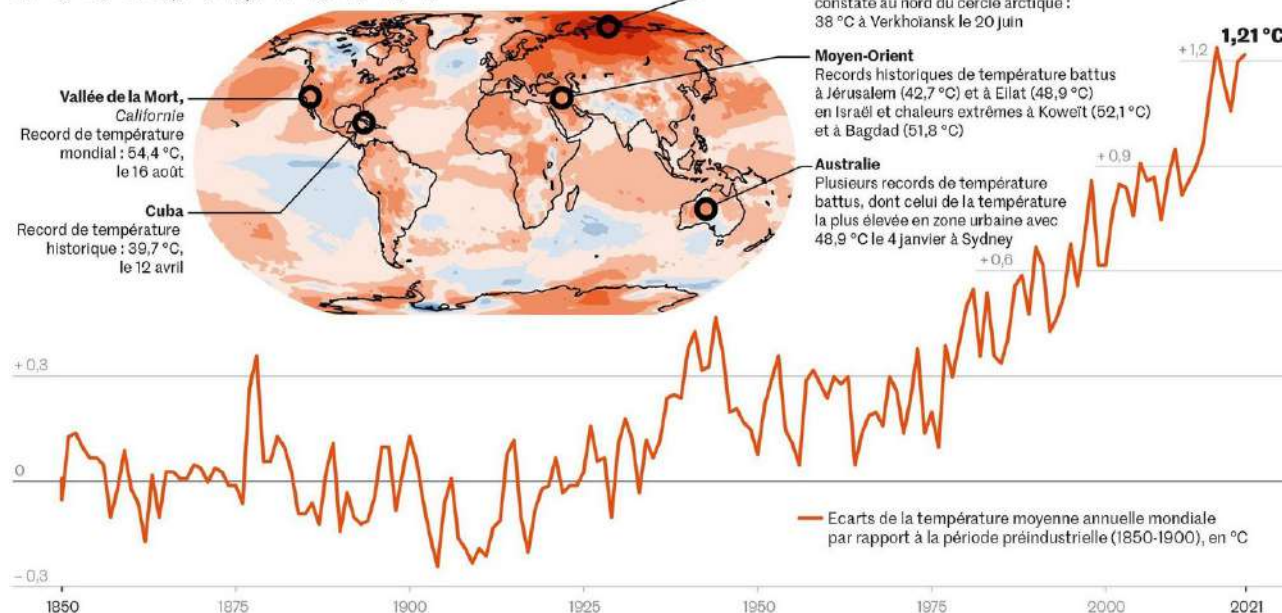 constaté au nord du cercle arctique :
38 °C à Verkhoïansk le 20 juin
Moyen-Orient
Records historiques de température battus
à Jérusalem (42,7 °C) et à Eilat (48,9 °C)
en Israël et chaleurs extrêmes à Koweït (52,1 °C)
et à Bagdad (51,8 °C)
Australie
Plusieurs records de température
battus, dont celui de la température
la plus élevée en zone urbaine avec
48,9 °C le 4 janvier à Sydney
Vallée de la Mort,
Californie
Record de température
mondial : 54,4 °C,
le 16 août
Cuba
Record de température
historique : 39,7 °C,
le 12 avril
1,21 °C
+ 1,2
+ 0,9
+ 0,6
+ 0,3
0
– 0,3
Ecarts de la température moyenne annuelle mondiale
par rapport à la période préindustrielle (1850-1900), en °C
1850
1875
1900
1925
1950
1975
2000
2021